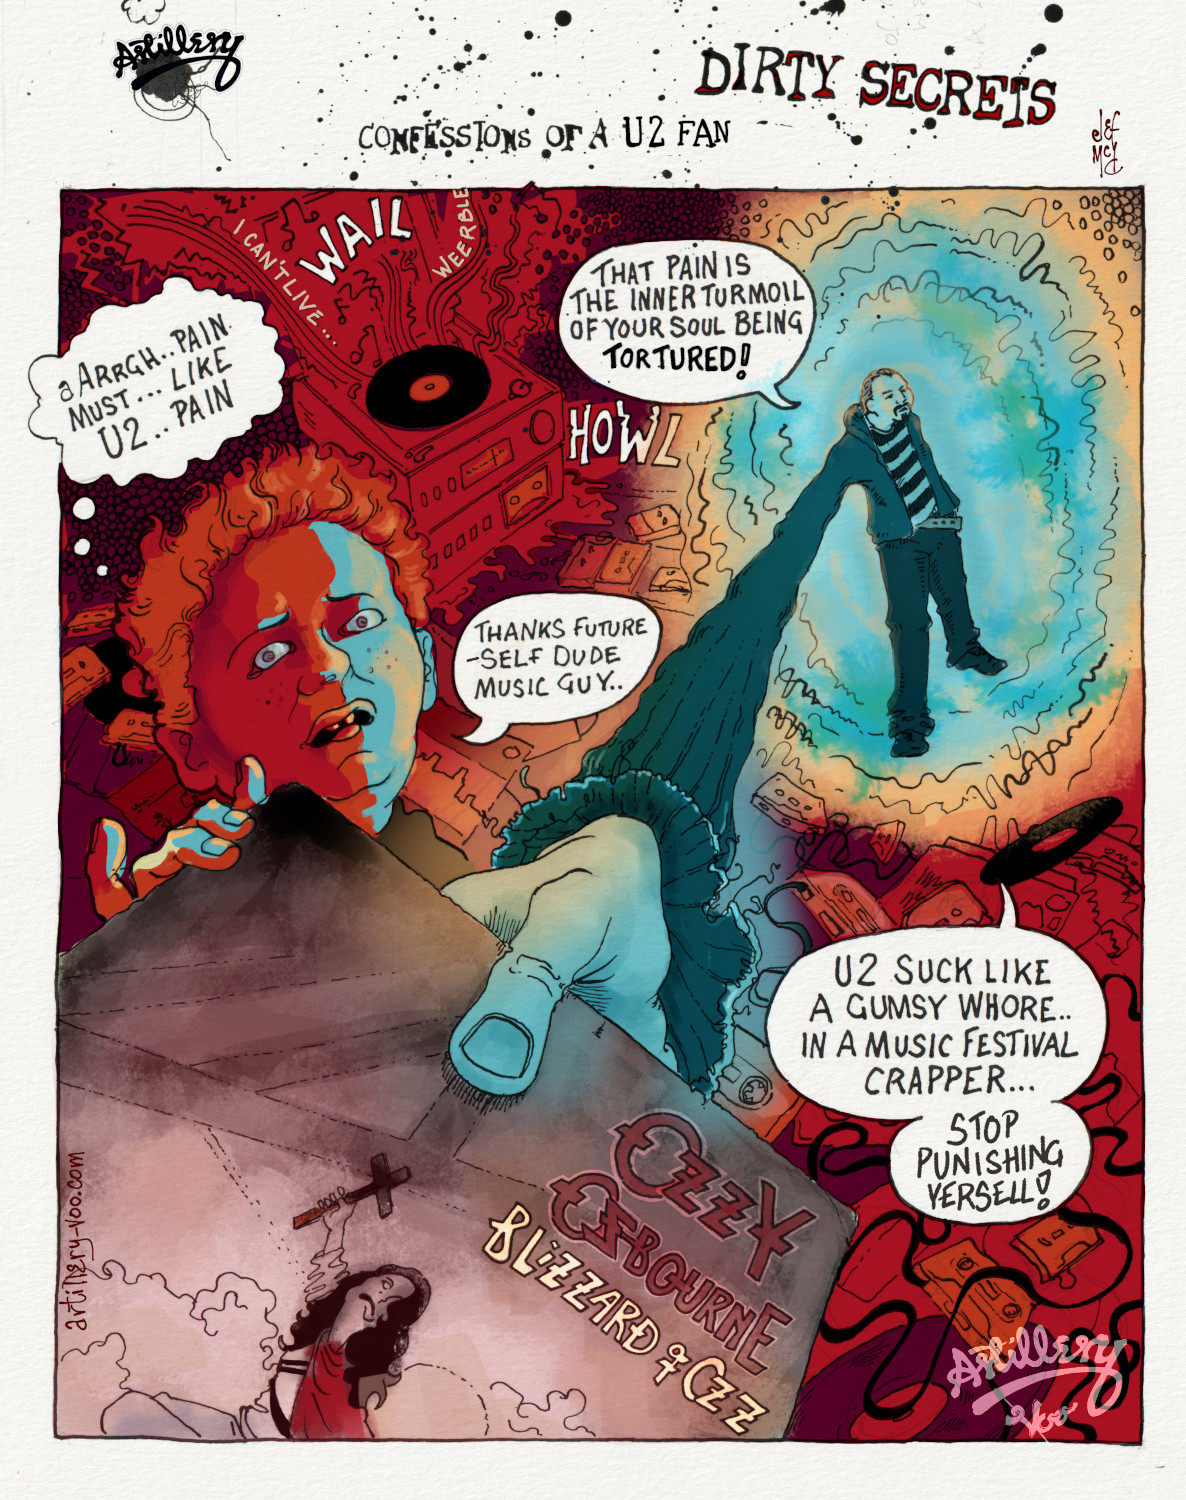 Artillery
DIRTY SECRETS
CONFESSIONS OF A U2 FAN
JEF
McC
I CAN'T LIVE...
WAIL
WEERBLE
a ARRGH..PAIN
MUST... LIKE
U2.. PAIN
THAT PAIN IS
THE INNER TURMOIL
OF YOUR SOUL BEING
TORTURED!
HOWL
THANKS FUTURE
-SELF DUDE
MUSIC GUY..
U2 SUCK LIKE
A GUMSY WHORE..
IN A MUSIC FESTIVAL
CRAPPER...
STOP
PUNISHING
YERSELL!
OZZY
OSBOURNE
BLIZZARD of OZZ
artillery-voo.com
Artillery
Voo